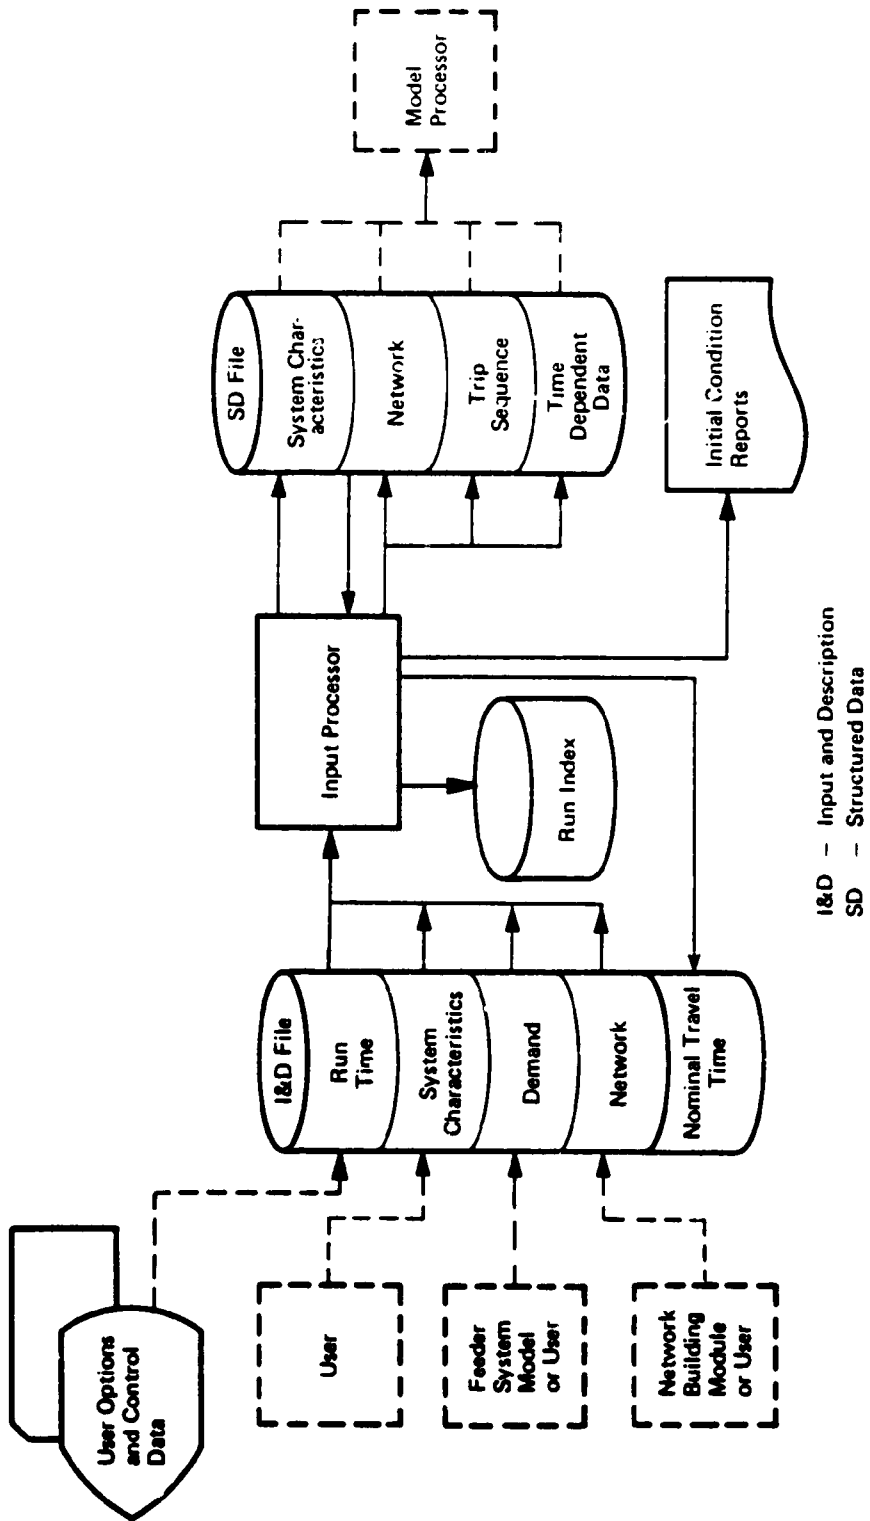 User Options
and Control
Data
User
Feeder
System
Model
or User
Network
Building
Module
or User
I&D File
Run
Time
System
Characteristics
Demand
Network
Nominal Travel
Time
Input Processor
Run Index
SD File
System Char-
acteristics
Network
Trip
Sequence
Time
Dependent
Data
Initial Condition
Reports
Model
Processor
I&D – Input and Description
SD – Structured Data